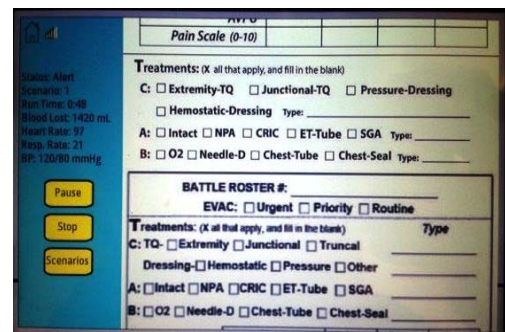 Pain Scale (0-10)
Status: Alert
Scenario: 1
Run Time: 0:48
Blood Lost: 1420 mL
Heart Rate: 97
Resp. Rate: 21
BP: 120/80 mmHg
Pause
Stop
Scenarios
Treatments: (X all that apply, and fill in the blank)
C: Extremity-TQ Junctional-TQ Pressure-Dressing
Hemostatic-Dressing Type:
A: Intact NPA CRIC ET-Tube SGA Type:
B: O2 Needle-D Chest-Tube Chest-Seal Type:
BATTLE ROSTER #:
EVAC: Urgent Priority Routine
Treatments: (X all that apply, and fill in the blank) Type
C: TQ- Extremity Junctional Truncal
Dressing- Hemostatic Pressure Other
A: Intact NPA CRIC ET-Tube SGA
B: O2 Needle-D Chest-Tube Chest-Seal